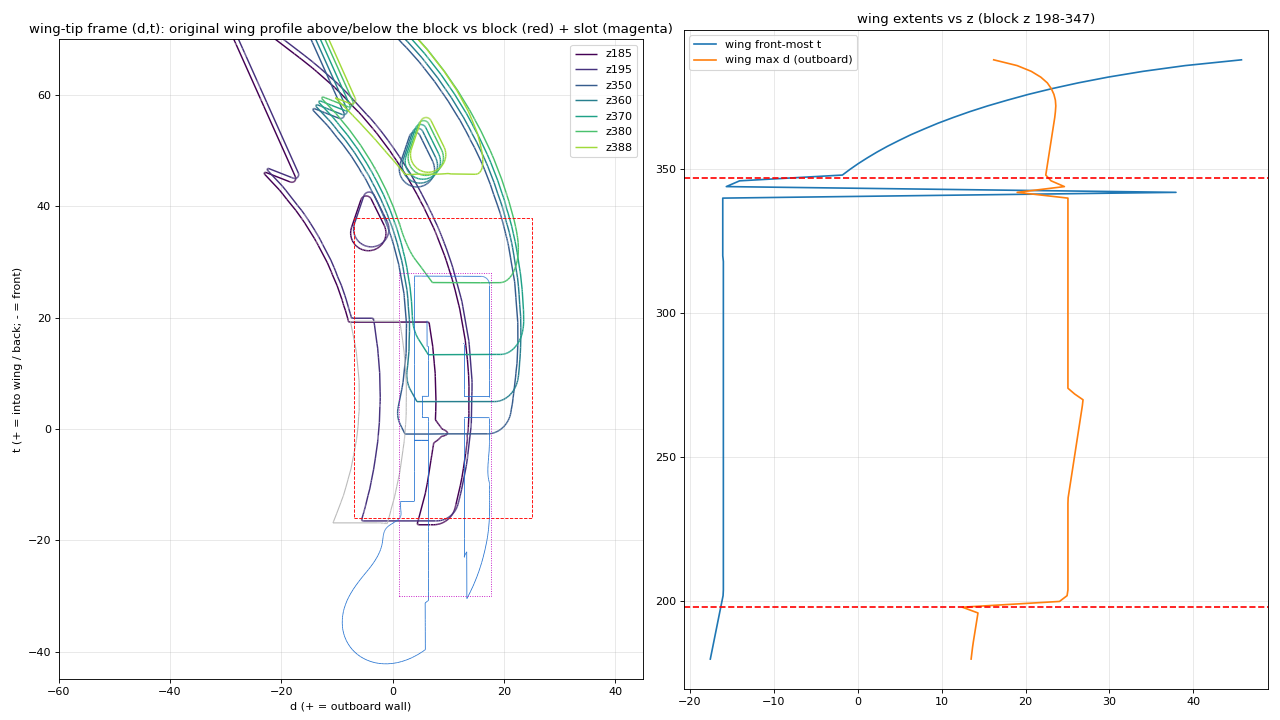 wing-tip frame (d,t): original wing profile above/below the block vs block (red) + slot (magenta)
z185
z195
z350
z360
z370
z380
z388
60
40
20
0
−20
−40
t (+ = into wing / back; - = front)
−60
−40
−20
0
20
40
d (+ = outboard wall)
wing extents vs z (block z 198-347)
wing front-most t
wing max d (outboard)
350
300
250
200
−20
−10
0
10
20
30
40